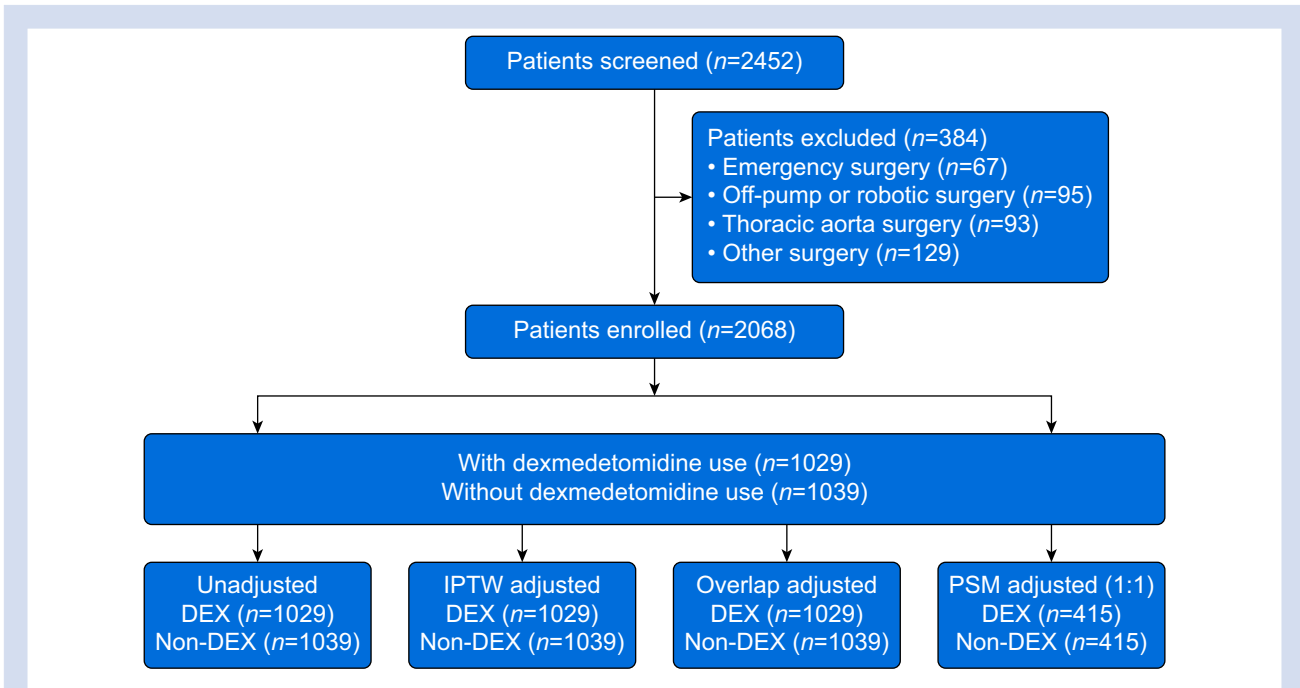 Patients screened (n=2452)
Patients excluded (n=384)
• Emergency surgery (n=67)
• Off-pump or robotic surgery (n=95)
• Thoracic aorta surgery (n=93)
• Other surgery (n=129)
Patients enrolled (n=2068)
With dexmedetomidine use (n=1029)
Without dexmedetomidine use (n=1039)
Unadjusted
DEX (n=1029)
Non-DEX (n=1039)
IPTW adjusted
DEX (n=1029)
Non-DEX (n=1039)
Overlap adjusted
DEX (n=1029)
Non-DEX (n=1039)
PSM adjusted (1:1)
DEX (n=415)
Non-DEX (n=415)